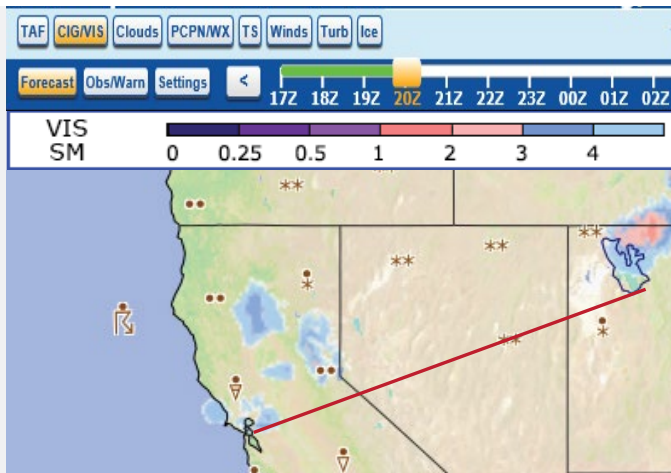 TAF CIG/VIS Clouds PCPN/WX TS Winds Turb Ice
Forecast Obs/Warn Settings <
17Z 18Z 19Z 20Z 21Z 22Z 23Z 00Z 01Z 02Z
VIS
SM 0 0.25 0.5 1 2 3 4